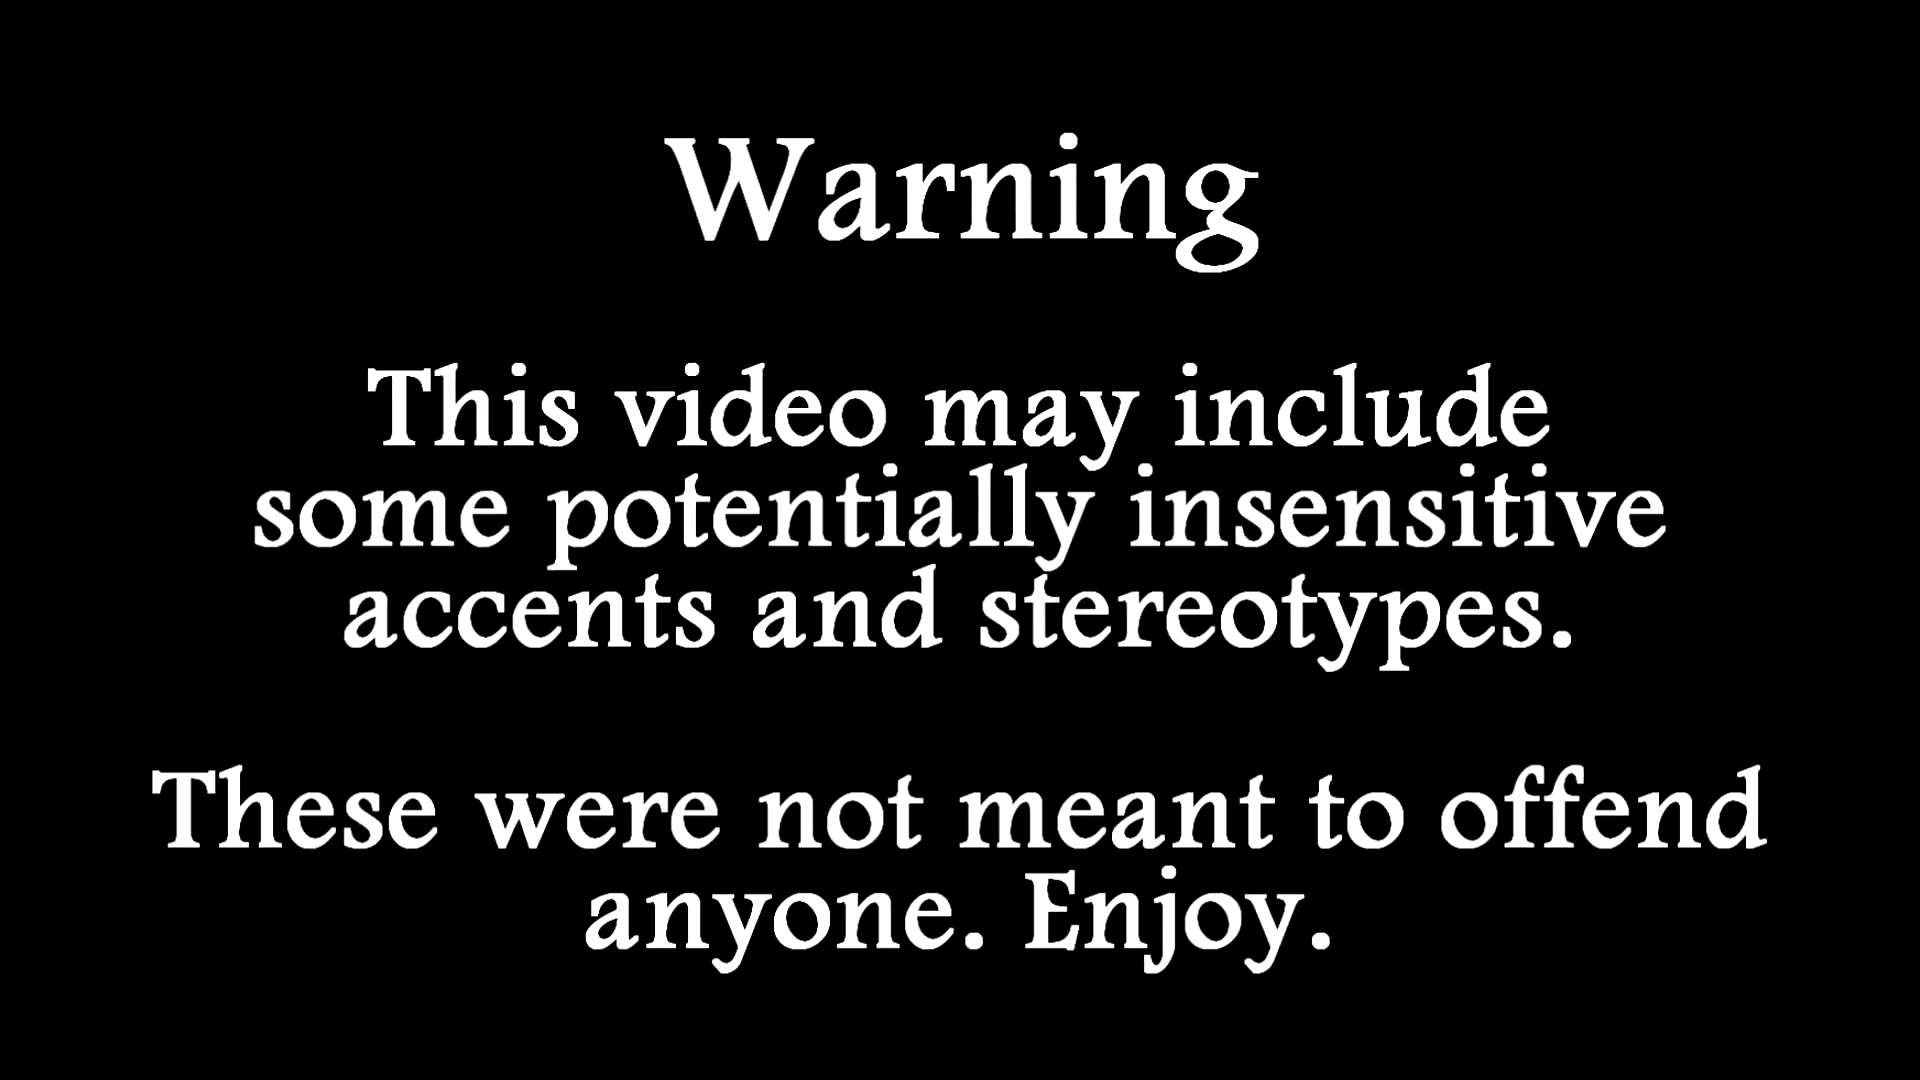 Warning
This video may include
some potentially insensitive
accents and stereotypes.
These were not meant to offend
anyone. Enjoy.